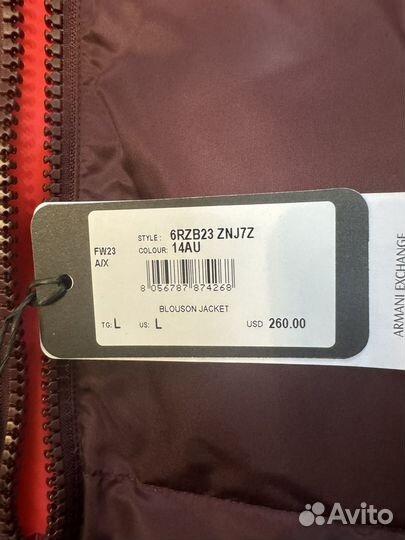 STYLE : 6RZB23 ZNJ7Z
FW23 COLOUR: 14AU
A/X
8 056787 874268
BLOUSON JACKET
TG: L US: L USD 260.00
ARMANI EXCHANGE
Avito